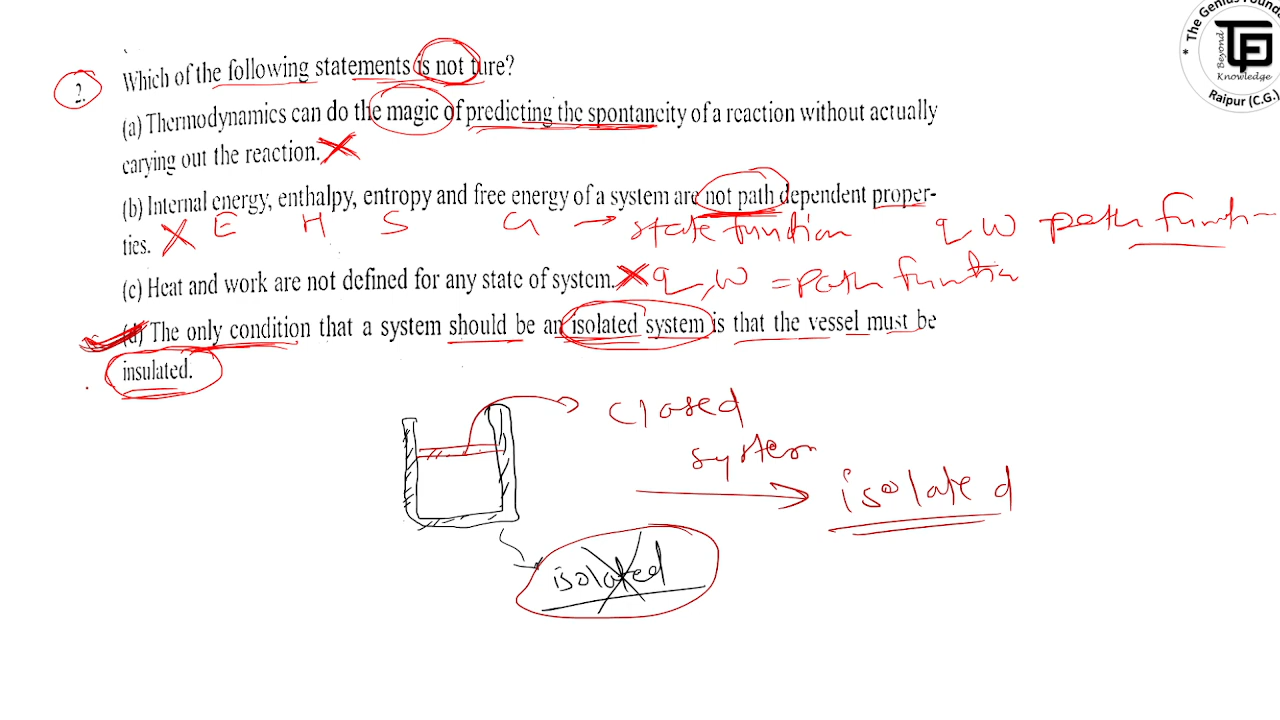 2. Which of the following statements is not ture?
(a) Thermodynamics can do the magic of predicting the spontaneity of a reaction without actually
carying out the reaction.
(b) Internal energy, enthalpy, entropy and free energy of a system are not path dependent proper-
E H S G → state function q W path function
ties.
(c) Heat and work are not defined for any state of system. q, W = path function
(d) The only condition that a system should be an isolated system is that the vessel must be
insulated.
closed
system
isolated
isolated
* The Genius Found
Beyond
TGF
Knowledge
Raipur (C.G.)